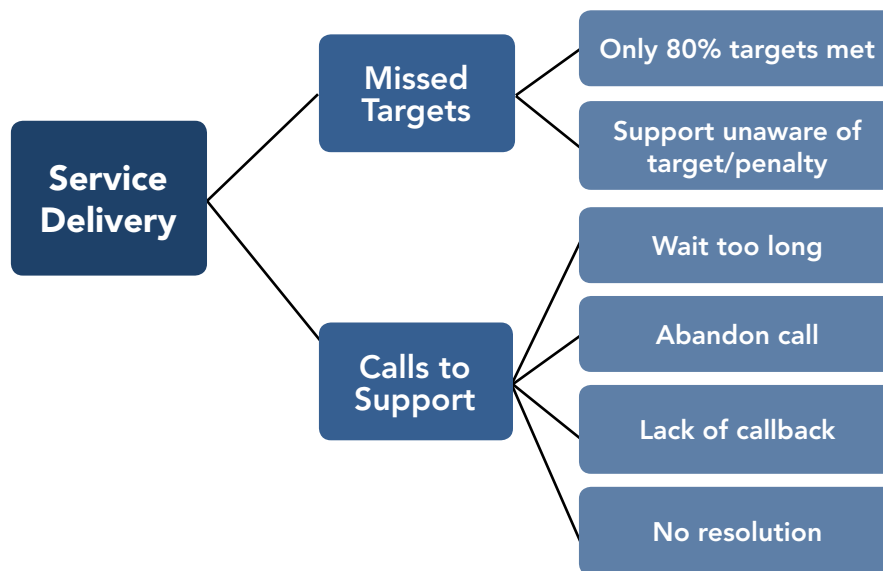 Service
Delivery
Missed
Targets
Only 80% targets met
Support unaware of
target/penalty
Calls to
Support
Wait too long
Abandon call
Lack of callback
No resolution